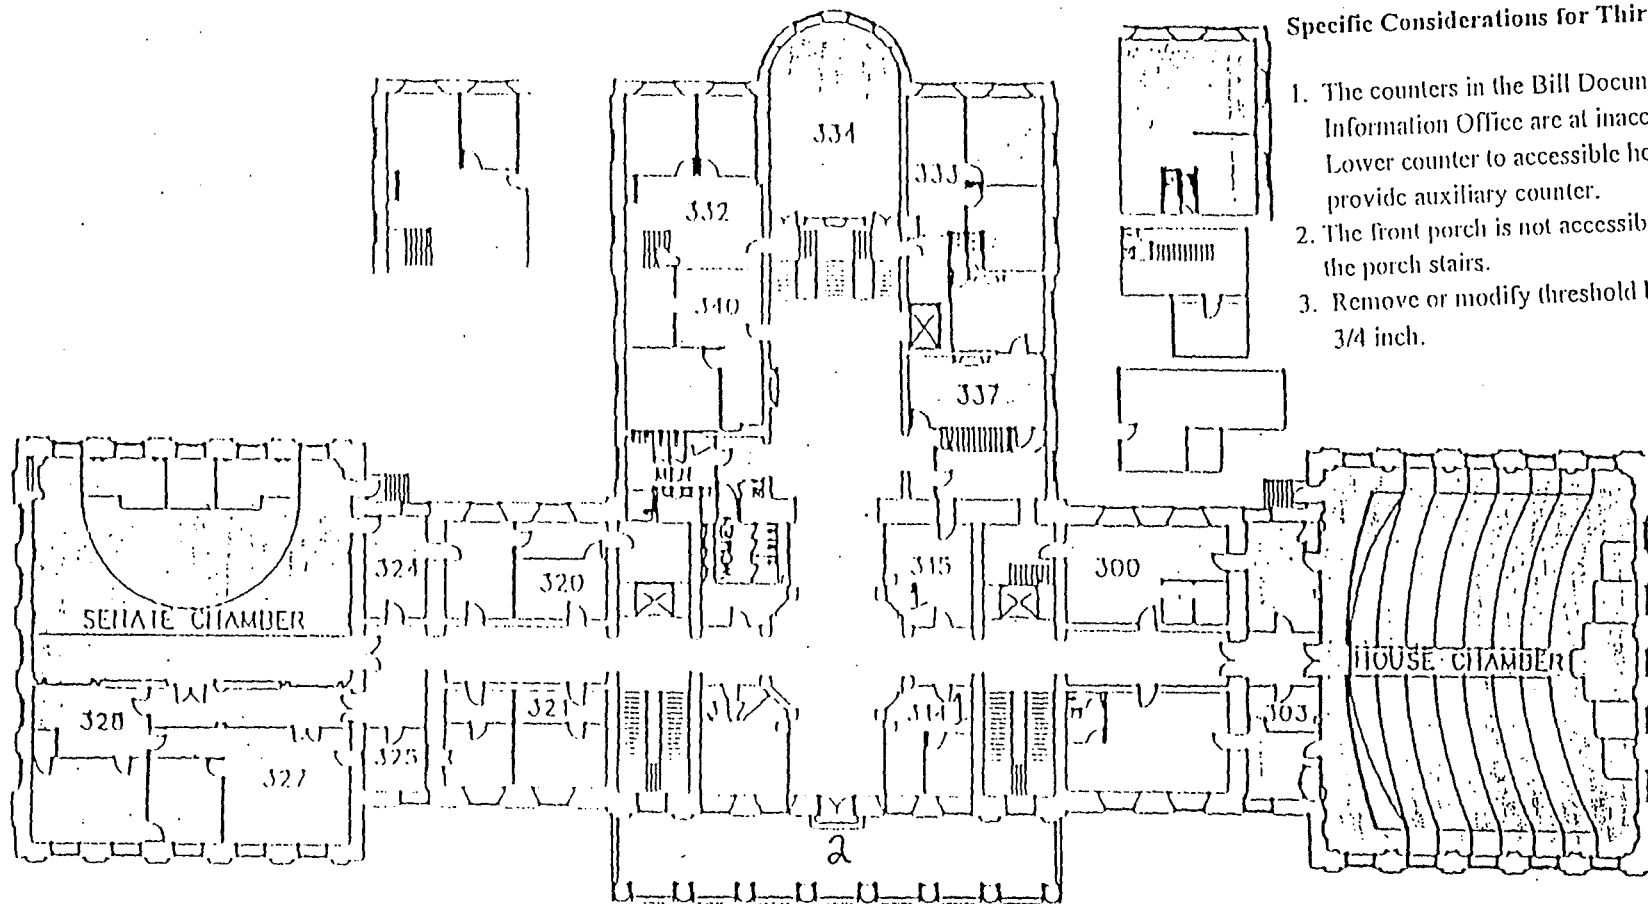 Specific Considerations for Thir
1. The counters in the Bill Docum
Information Office are at inacc
Lower counter to accessible he
provide auxiliary counter.
2. The front porch is not accessib
the porch stairs.
3. Remove or modify threshold
3/4 inch.
331
333
332
340
337
324
320
315
300
SENATE CHAMBER
HOUSE CHAMBER
328
321
314
303
325
327
2